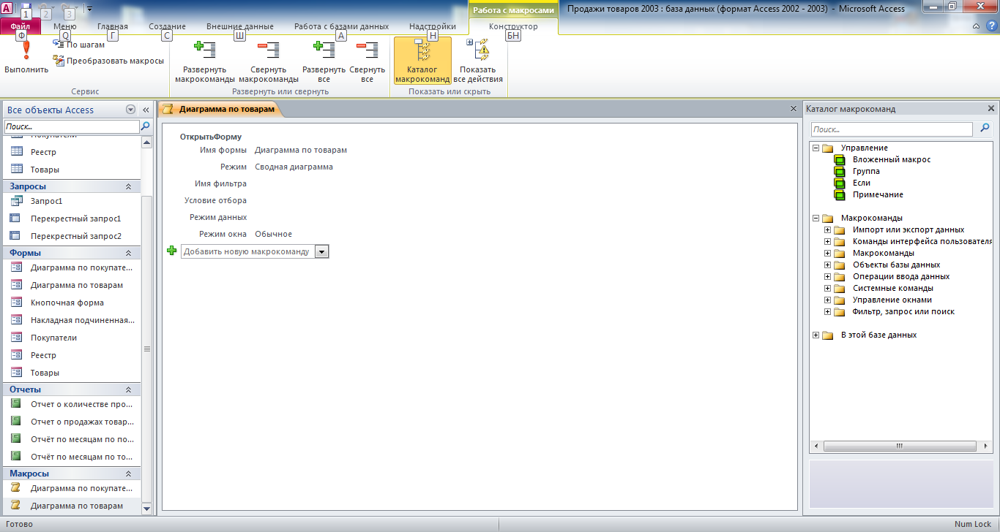 Работа с макросами
Продажи товаров 2003 : база данных (формат Access 2002 - 2003) - Microsoft Access
1
2
3
Файл
Меню
Главная
Создание
Внешние данные
Работа с базами данных
Надстройки
Конструктор
Ф
Q
Г
С
Ш
А
Н
БН
Выполнить
По шагам
Преобразовать макросы
Сервис
Развернуть макрокоманды
Свернуть макрокоманды
Развернуть все
Свернуть все
Развернуть или свернуть
Каталог макрокоманд
Показать все действия
Показать или скрыть
Все объекты Access
Поиск...
Покупатели
Реестр
Товары
Запросы
Запрос1
Перекрестный запрос1
Перекрестный запрос2
Формы
Диаграмма по покупате...
Диаграмма по товарам
Кнопочная форма
Накладная подчиненная...
Покупатели
Реестр
Товары
Отчеты
Отчет о количестве про...
Отчет о продажах товар...
Отчёт по месяцам по по...
Отчёт по месяцам по то...
Макросы
Диаграмма по покупате...
Диаграмма по товарам
Диаграмма по товарам
ОткрытьФорму
Имя формы Диаграмма по товарам
Режим Сводная диаграмма
Имя фильтра
Условие отбора
Режим данных
Режим окна Обычное
Добавить новую макрокоманду
Каталог макрокоманд
Поиск...
Управление
Вложенный макрос
Группа
Если
Примечание
Макрокоманды
Импорт или экспорт данных
Команды интерфейса пользователя
Макрокоманды
Объекты базы данных
Операции ввода данных
Системные команды
Управление окнами
Фильтр, запрос или поиск
В этой базе данных
Готово
Num Lock